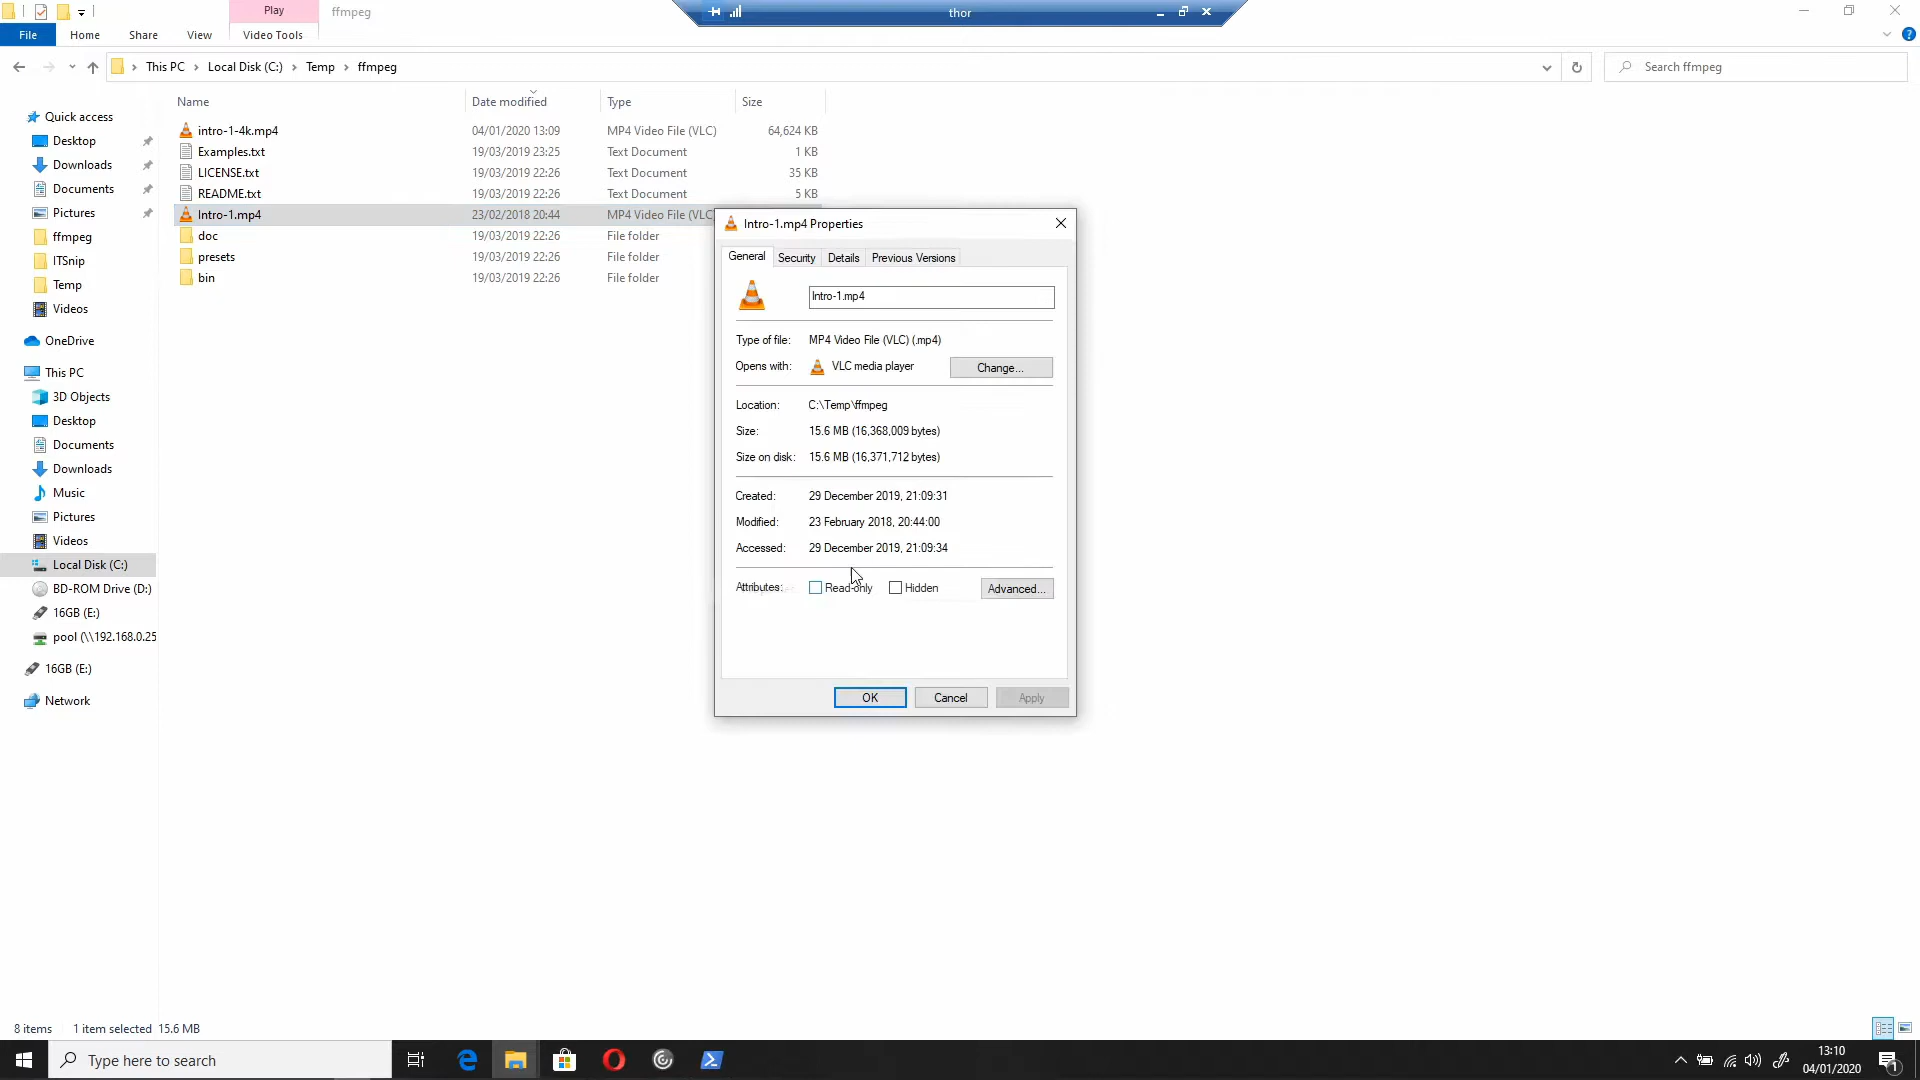 Play
ffmpeg
thor
File
Home
Share
View
Video Tools
This PC
Local Disk (C:)
Temp
ffmpeg
Search ffmpeg
Name
Date modified
Type
Size
intro-1-4k.mp4 04/01/2020 13:09 MP4 Video File (VLC) 64,624 KB
Examples.txt 19/03/2019 23:25 Text Document 1 KB
LICENSE.txt 19/03/2019 22:26 Text Document 35 KB
README.txt 19/03/2019 22:26 Text Document 5 KB
Intro-1.mp4 23/02/2018 20:44 MP4 Video File (VLC
doc 19/03/2019 22:26 File folder
presets 19/03/2019 22:26 File folder
bin 19/03/2019 22:26 File folder
Quick access
Desktop
Downloads
Documents
Pictures
ffmpeg
ITSnip
Temp
Videos
OneDrive
This PC
3D Objects
Desktop
Documents
Downloads
Music
Pictures
Videos
Local Disk (C:)
BD-ROM Drive (D:)
16GB (E:)
pool (\\192.168.0.25
16GB (E:)
Network
Intro-1.mp4 Properties
General Security Details Previous Versions
Intro-1.mp4
Type of file: MP4 Video File (VLC) (.mp4)
Opens with: VLC media player Change...
Location: C:\Temp\ffmpeg
Size: 15.6 MB (16,368,009 bytes)
Size on disk: 15.6 MB (16,371,712 bytes)
Created: 29 December 2019, 21:09:31
Modified: 23 February 2018, 20:44:00
Accessed: 29 December 2019, 21:09:34
Attributes: Read-only Hidden Advanced...
OK Cancel Apply
8 items 1 item selected 15.6 MB
Type here to search
13:10
04/01/2020
1